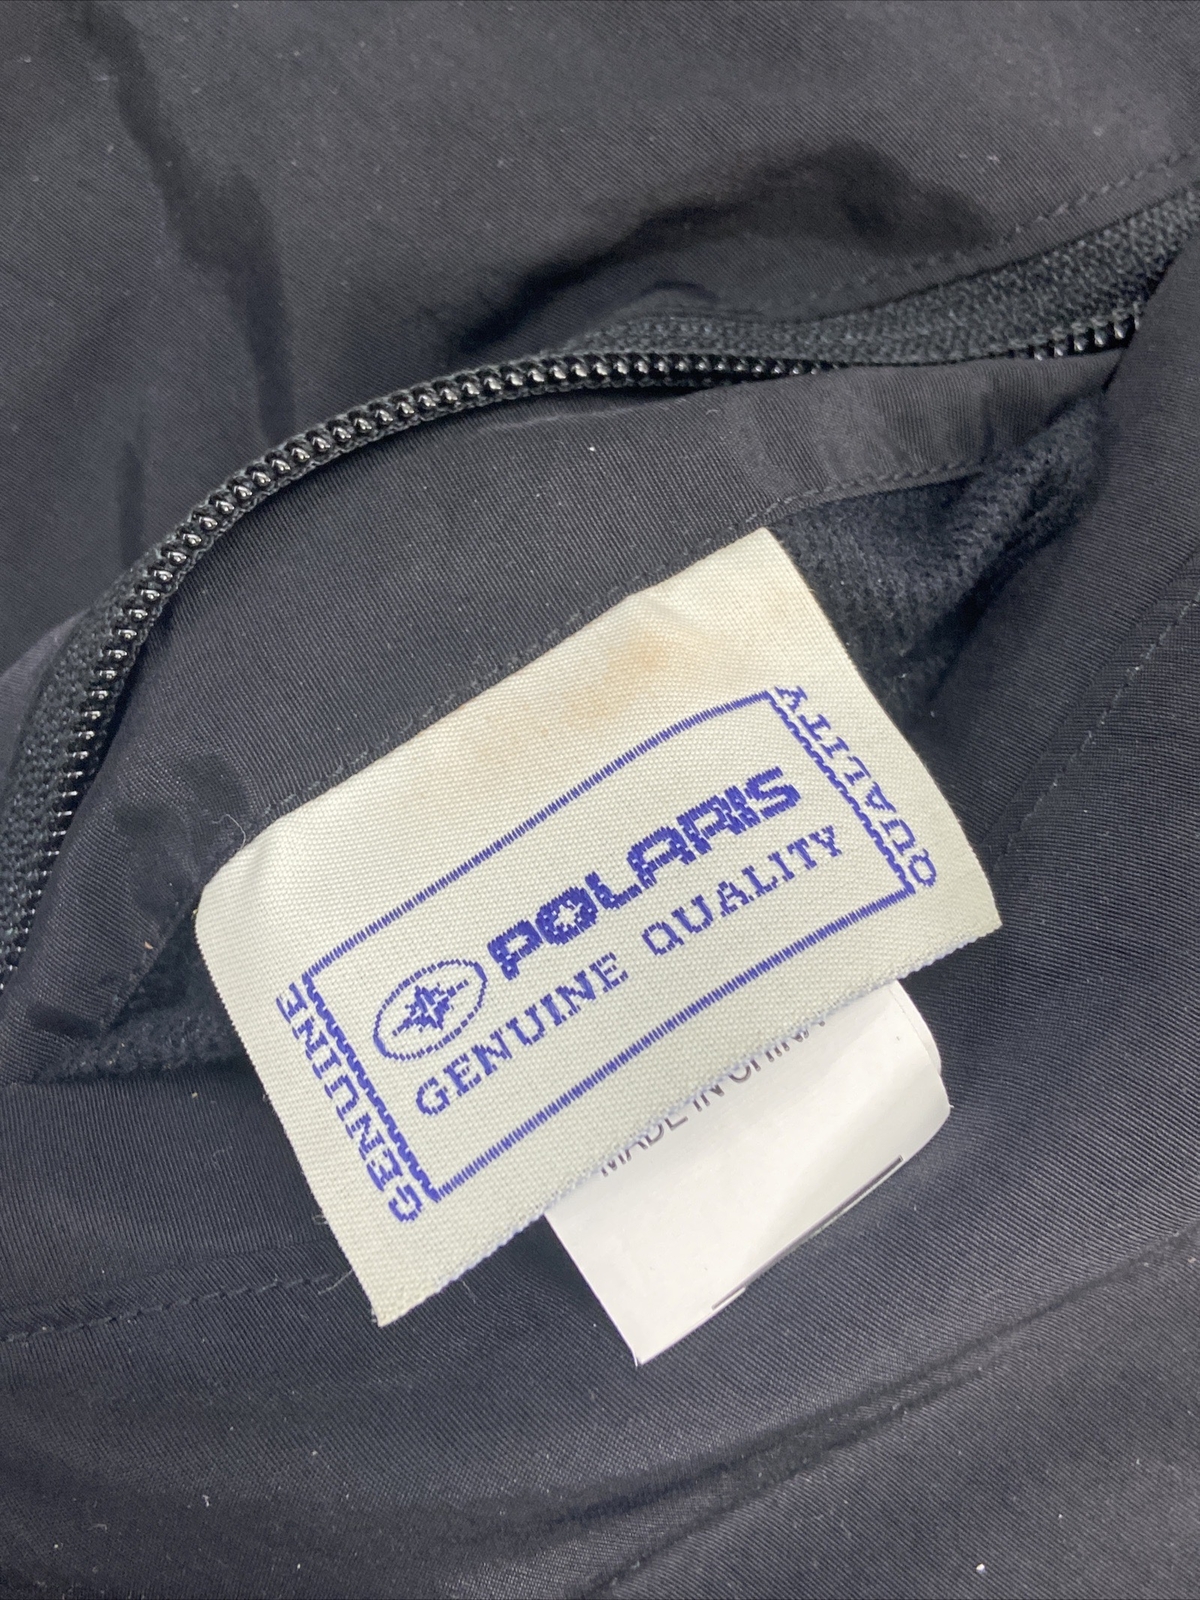 POLARIS
GENUINE QUALITY
GENUINE
QUALITY
MADE IN CHINA